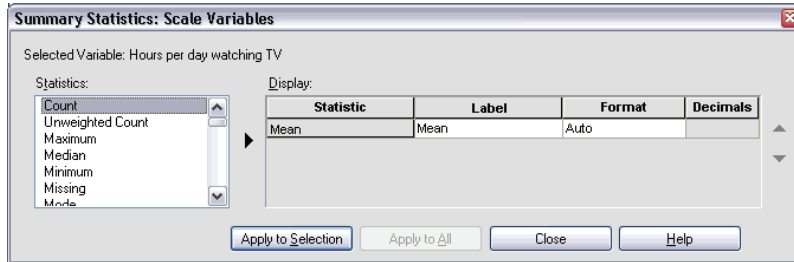 Summary Statistics: Scale Variables
Selected Variable: Hours per day watching TV
Statistics:
Display:
Count
Unweighted Count
Maximum
Median
Minimum
Missing
Mode
Statistic Label Format Decimals
Mean Mean Auto
Apply to Selection Apply to All Close Help